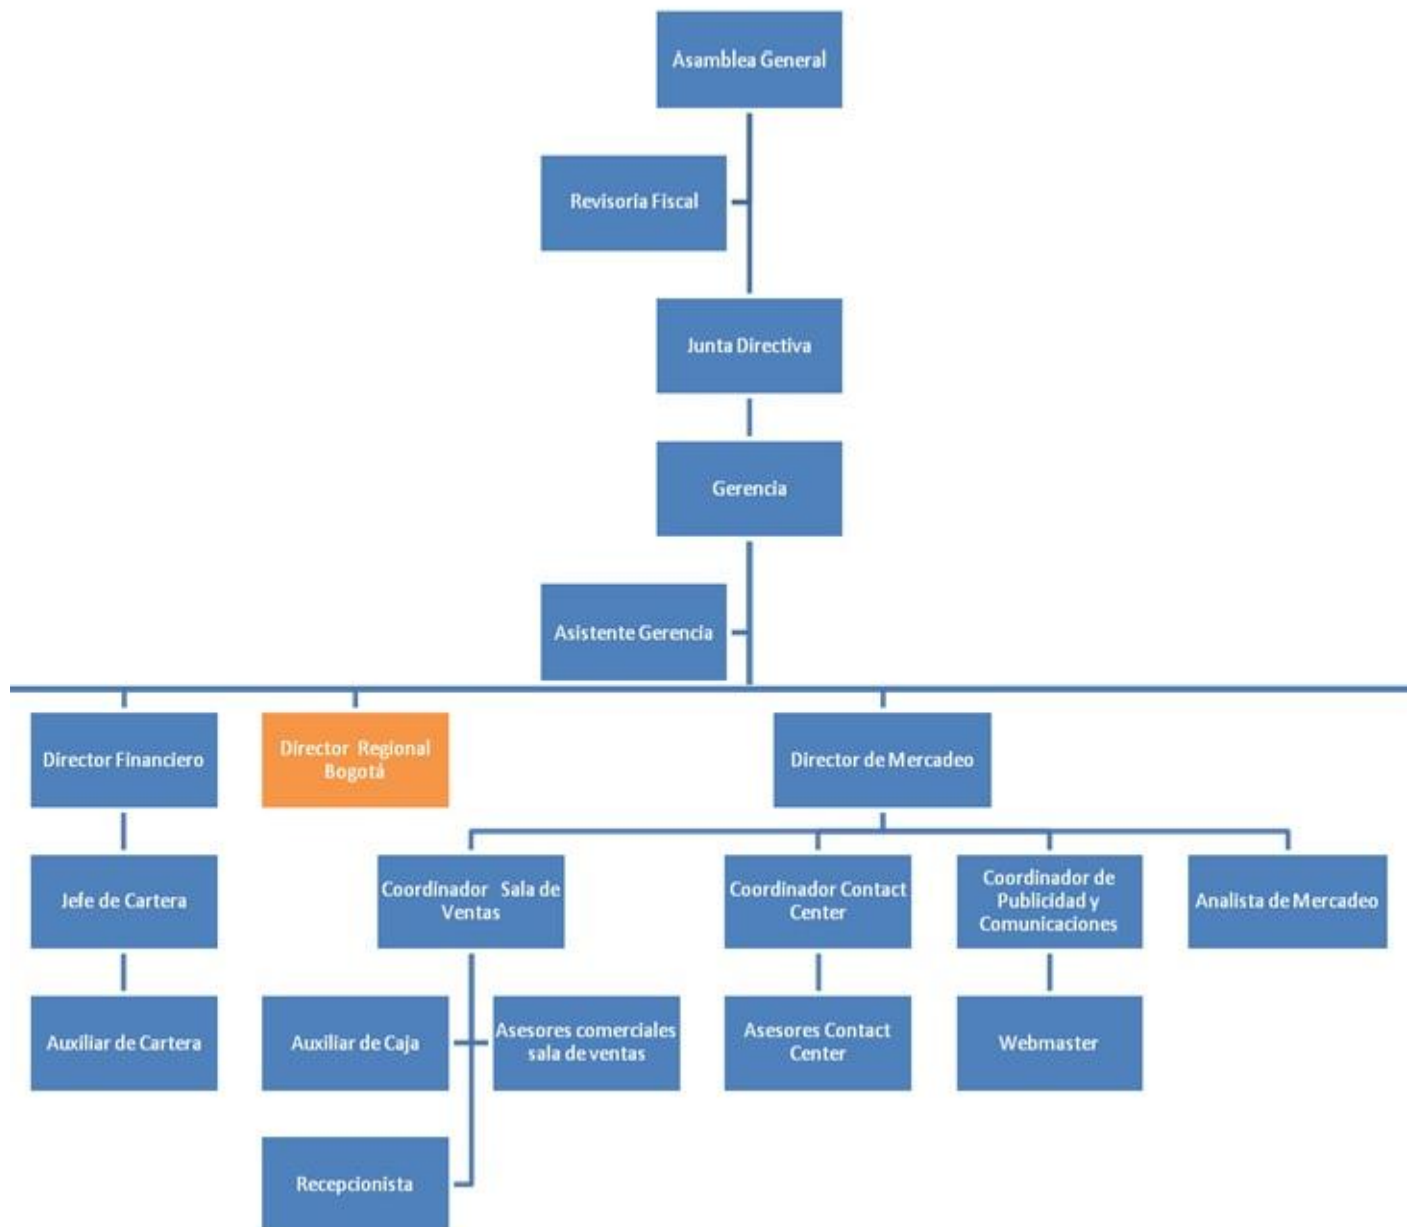 Asamblea General
Revisoría Fiscal
Junta Directiva
Gerencia
Asistente Gerencia
Director Financiero
Director Regional
Bogotá
Director de Mercadeo
Jefe de Cartera
Coordinador Sala de
Ventas
Coordinador Contact
Center
Coordinador de
Publicidad y
Comunicaciones
Analista de Mercadeo
Auxiliar de Cartera
Auxiliar de Caja
Asesores comerciales
sala de ventas
Asesores Contact
Center
Webmaster
Recepcionista